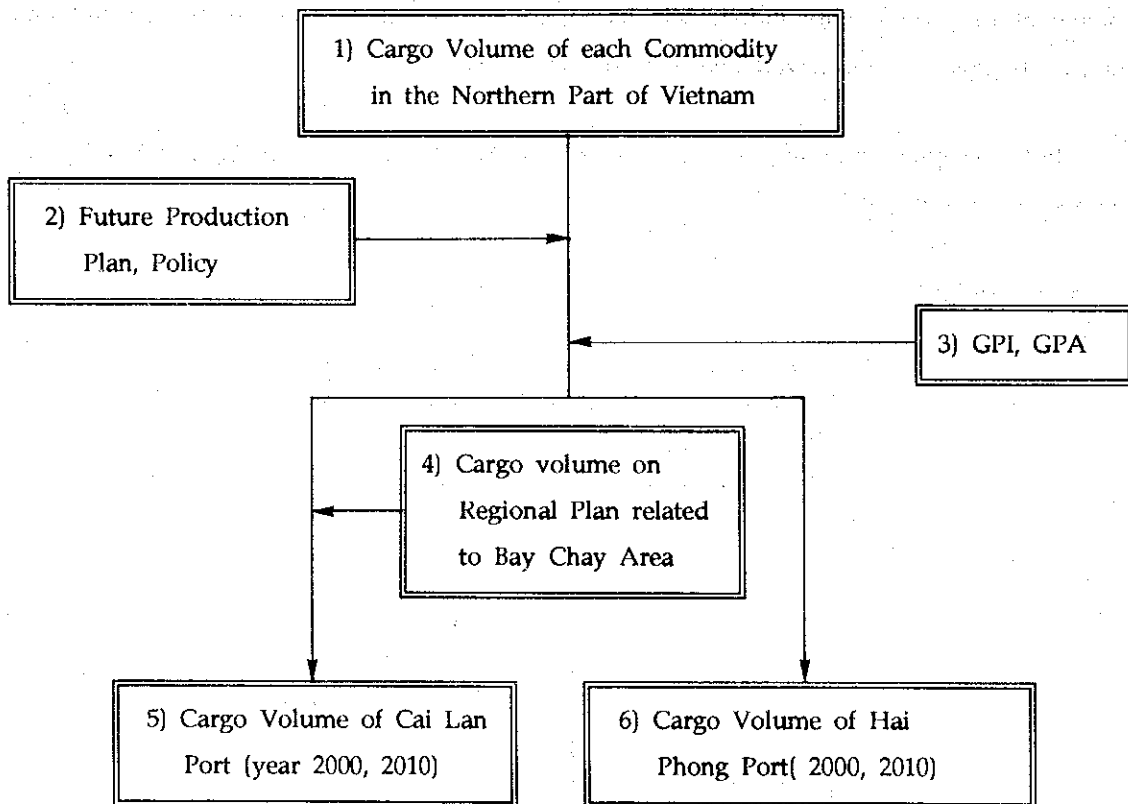 1) Cargo Volume of each Commodity
in the Northern Part of Vietnam
2) Future Production
Plan, Policy
3) GPI, GPA
4) Cargo volume on
Regional Plan related
to Bay Chay Area
5) Cargo Volume of Cai Lan
Port (year 2000, 2010)
6) Cargo Volume of Hai
Phong Port( 2000, 2010)